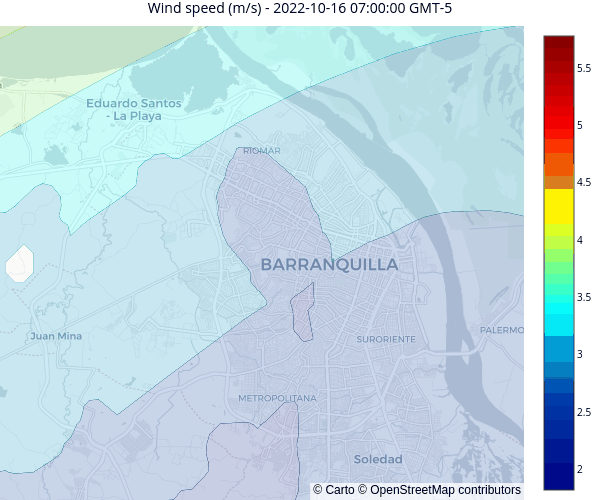 Wind speed (m/s) - 2022-10-16 07:00:00 GMT-5
Eduardo Santos
- La Playa
RIOMAR
BARRANQUILLA
Juan Mina
SURORIENTE
PALERMO
METROPOLITANA
Soledad
© Carto © OpenStreetMap contributors
5.5
5
4.5
4
3.5
3
2.5
2